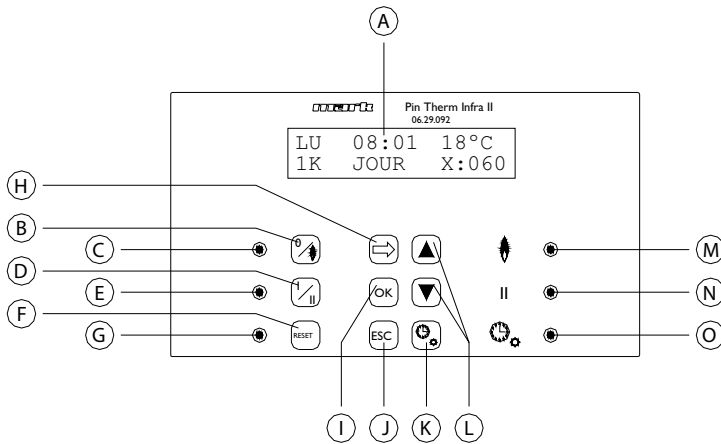 A
mark Pin Therm Infra II
06.29.092
LU 08:01 18°C
1K JOUR X:060
H
B
0
C
M
D
I
II
OK
II
E
N
F
RESET
ESC
G
O
I
J
K
L